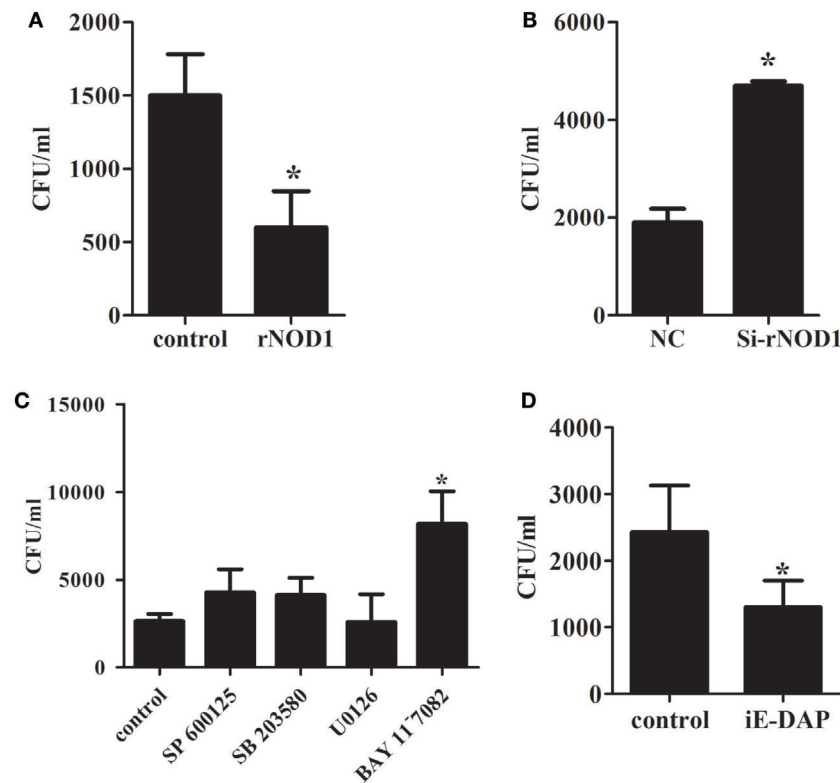 A
CFU/ml
2000
1500
1000
500
0
*
control rNOD1
B
CFU/ml
6000
4000
2000
0
*
NC Si-rNOD1
C
CFU/ml
15000
10000
5000
0
*
control
SP 600125
SB 203580
U0126
BAY 11'7082
D
CFU/ml
4000
3000
2000
1000
0
*
control iE-DAP